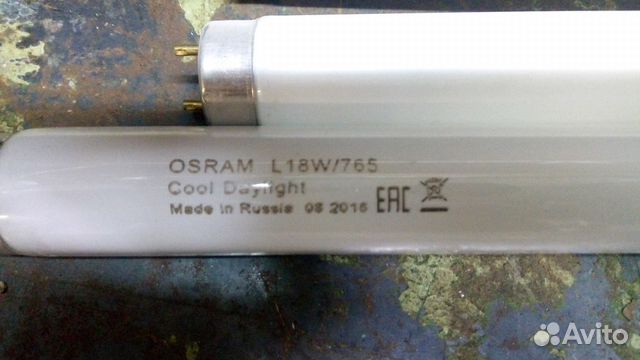 OSRAM L18W/765
Cool Daylight
Made in Russia 08 2016 EAC
Avito